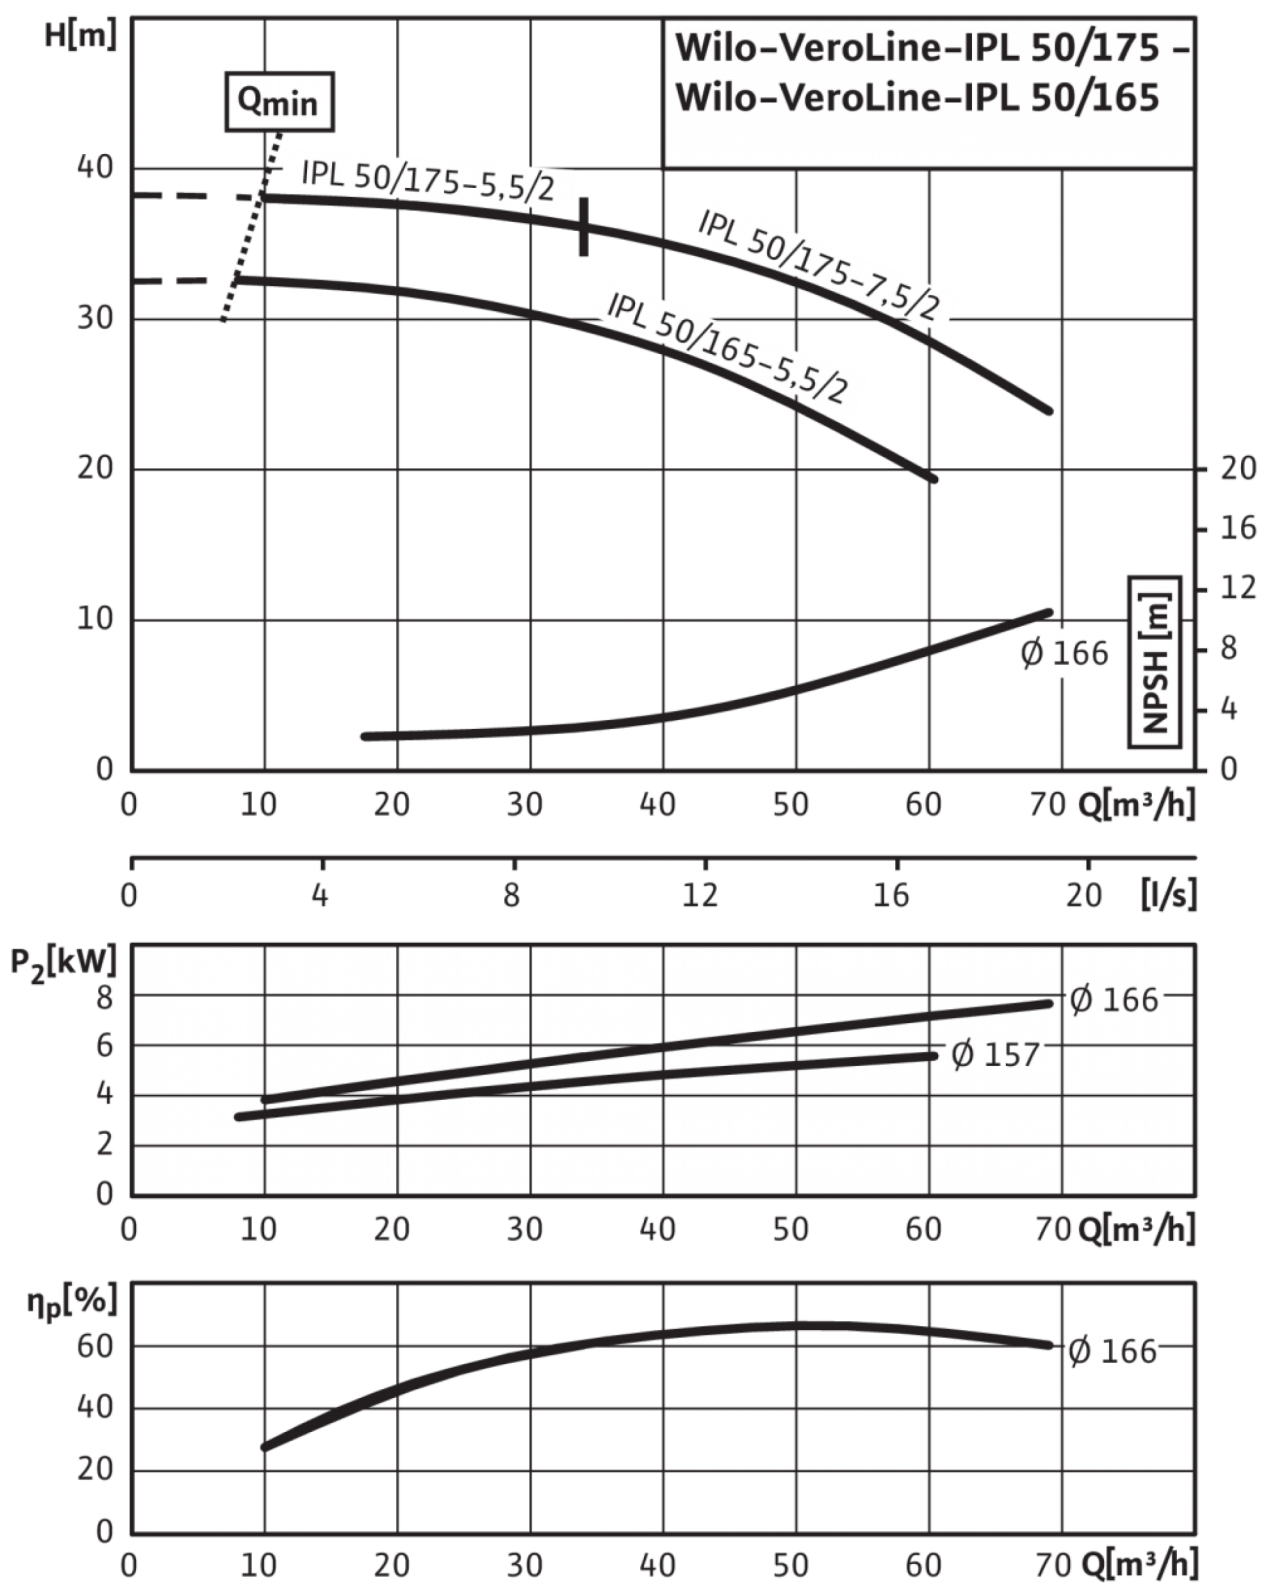 H[m]
Wilo-VeroLine-IPL 50/175 -
Wilo-VeroLine-IPL 50/165
Qmin
40
IPL 50/175-5,5/2
IPL 50/175-7,5/2
30
IPL 50/165-5,5/2
20
20
16
12
10
8
Ø 166
NPSH [m]
4
0
0
0 10 20 30 40 50 60 70 Q[m³/h]
0 4 8 12 16 20 [l/s]
P₂[kW]
8
Ø 166
6
Ø 157
4
2
0
0 10 20 30 40 50 60 70 Q[m³/h]
ηp[%]
60
Ø 166
40
20
0
0 10 20 30 40 50 60 70 Q[m³/h]